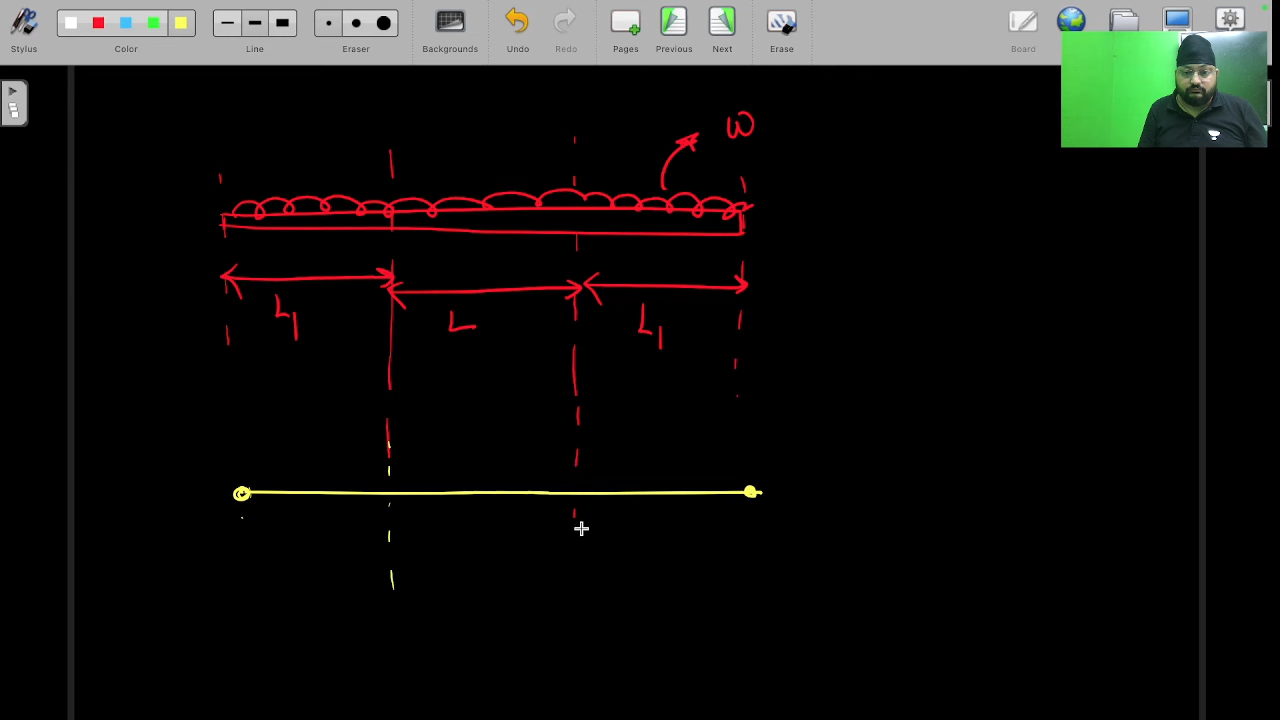 Stylus
Color
Line
Eraser
Backgrounds
Undo
Redo
Pages
Previous
Next
Erase
Board
W
L1
L
L1